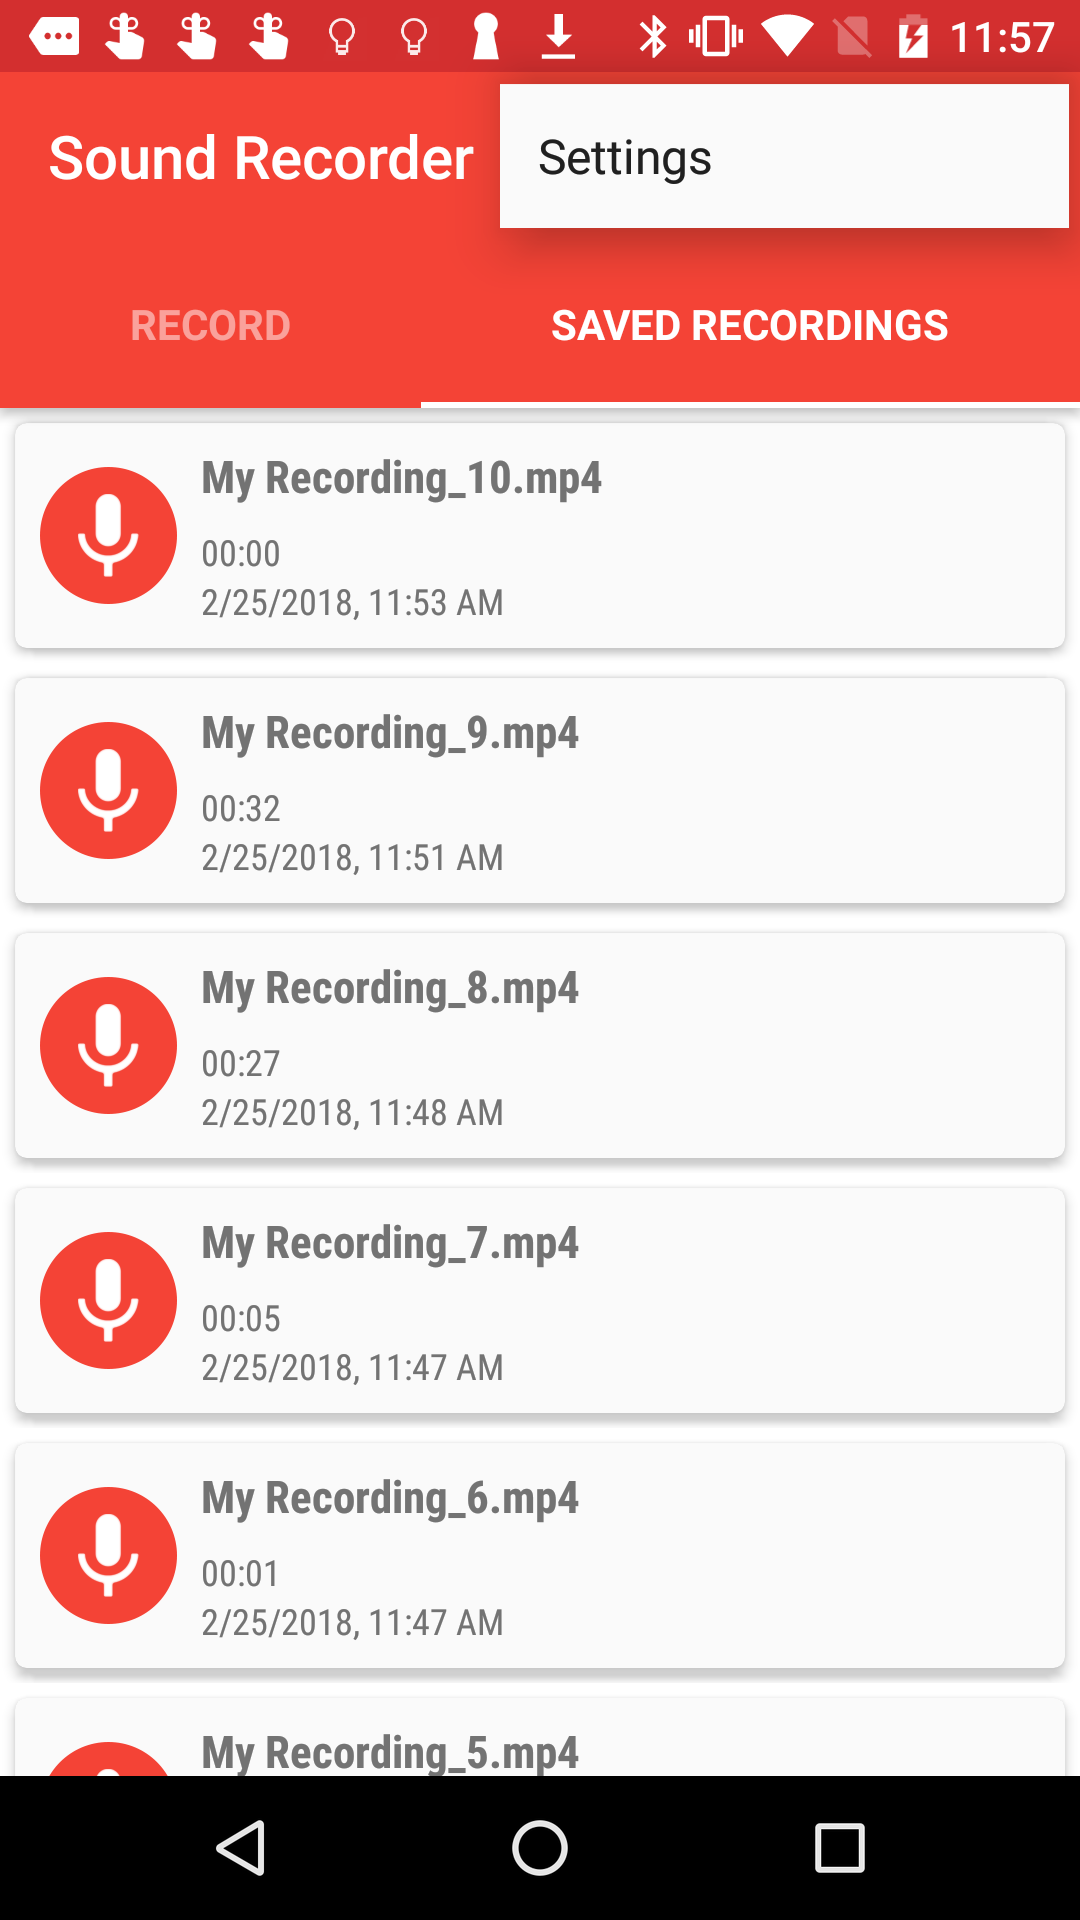 11:57
Sound Recorder
Settings
RECORD
SAVED RECORDINGS
My Recording_10.mp4
00:00
2/25/2018, 11:53 AM
My Recording_9.mp4
00:32
2/25/2018, 11:51 AM
My Recording_8.mp4
00:27
2/25/2018, 11:48 AM
My Recording_7.mp4
00:05
2/25/2018, 11:47 AM
My Recording_6.mp4
00:01
2/25/2018, 11:47 AM
My Recording_5.mp4